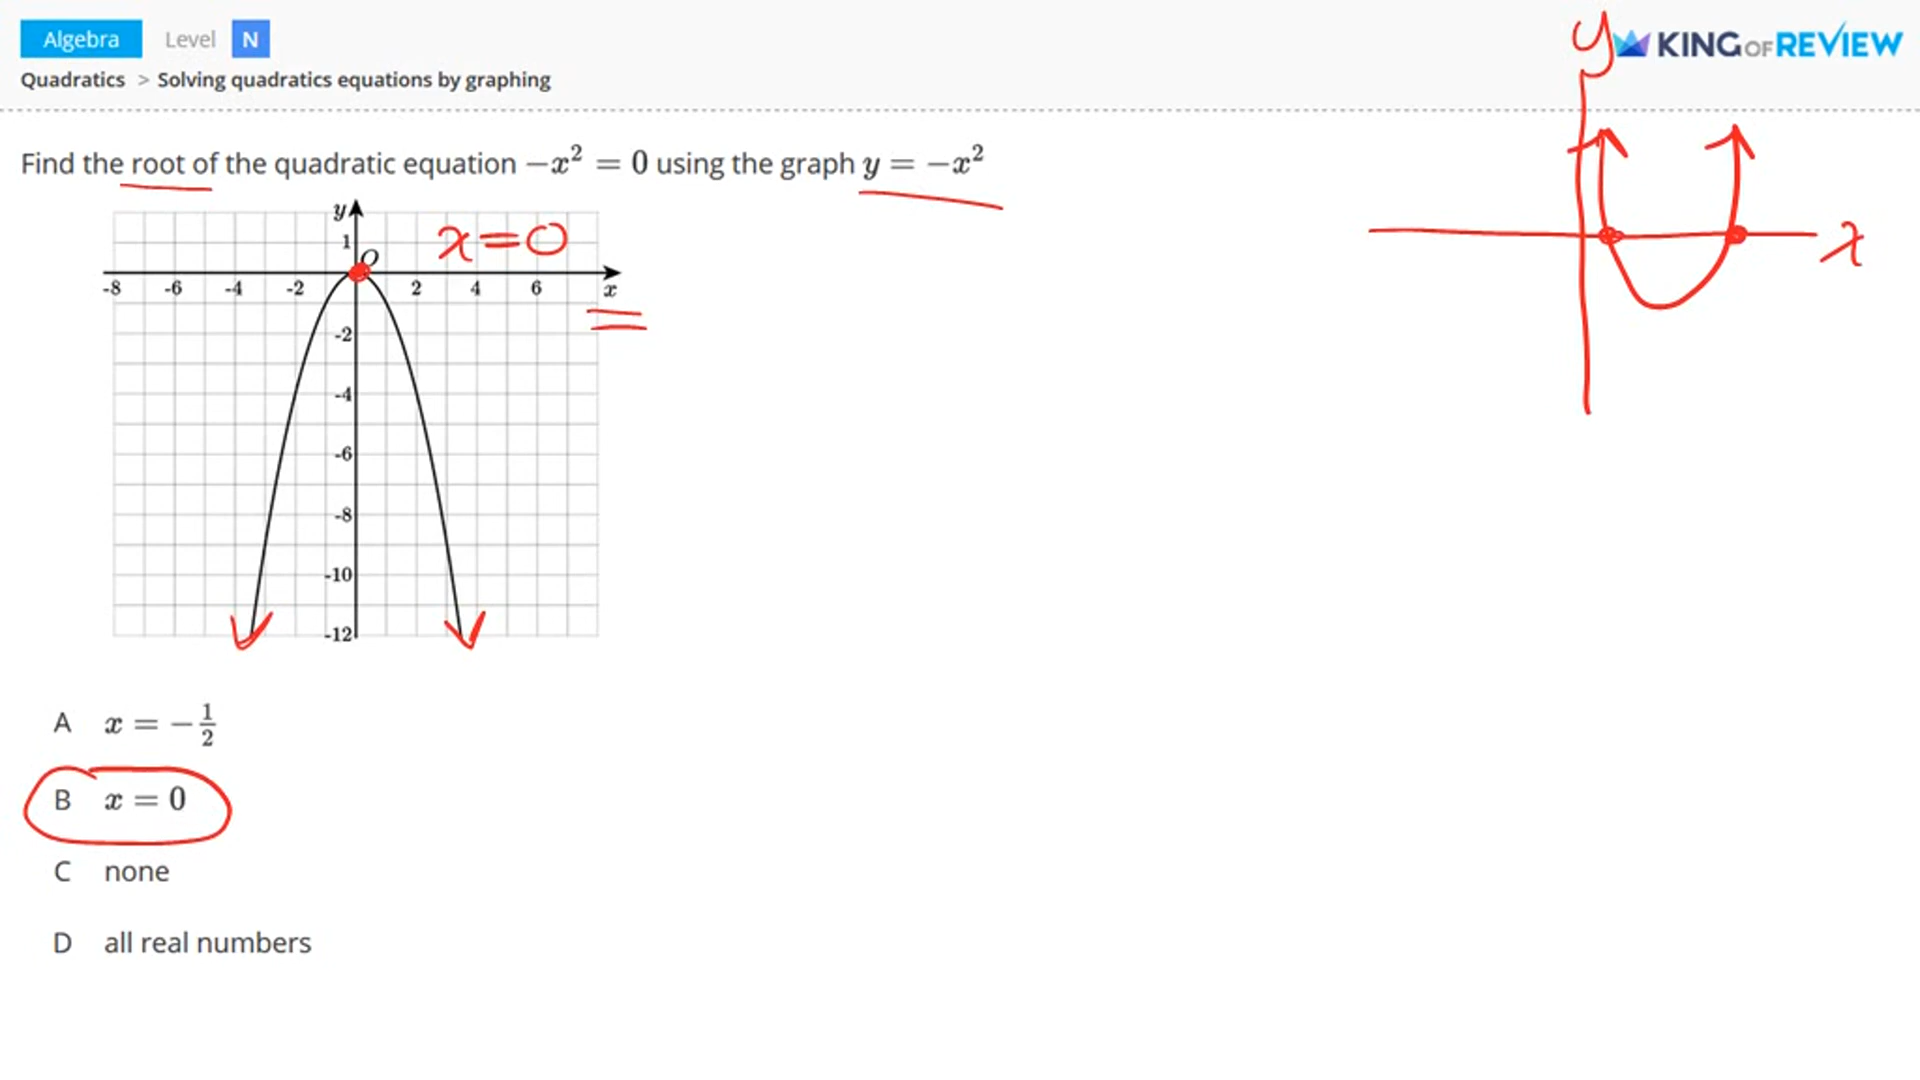 Algebra Level N
y KING OF REVIEW
Quadratics > Solving quadratics equations by graphing
Find the root of the quadratic equation −x² = 0 using the graph y = −x²
y
1
O
x=0
x
-8 -6 -4 -2 2 4 6 x
-2
-4
-6
-8
-10
-12
A x = −1/2
B x = 0
C none
D all real numbers